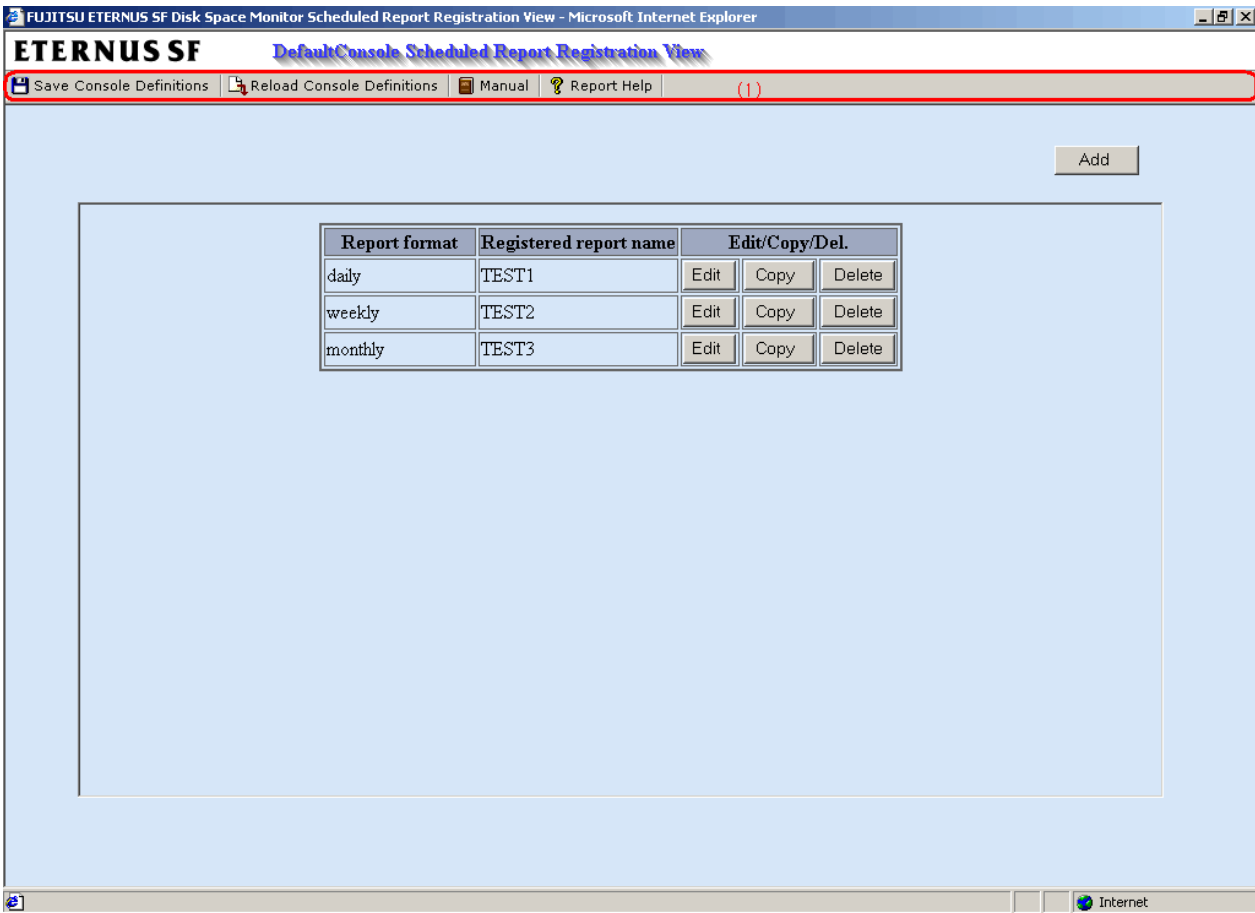 FUJITSU ETERNUS SF Disk Space Monitor Scheduled Report Registration View - Microsoft Internet Explorer
ETERNUS SF DefaultConsole Scheduled Report Registration View
Save Console Definitions Reload Console Definitions Manual Report Help (1)
Add
Report format Registered report name Edit/Copy/Del.
daily TEST1 Edit Copy Delete
weekly TEST2 Edit Copy Delete
monthly TEST3 Edit Copy Delete
Internet